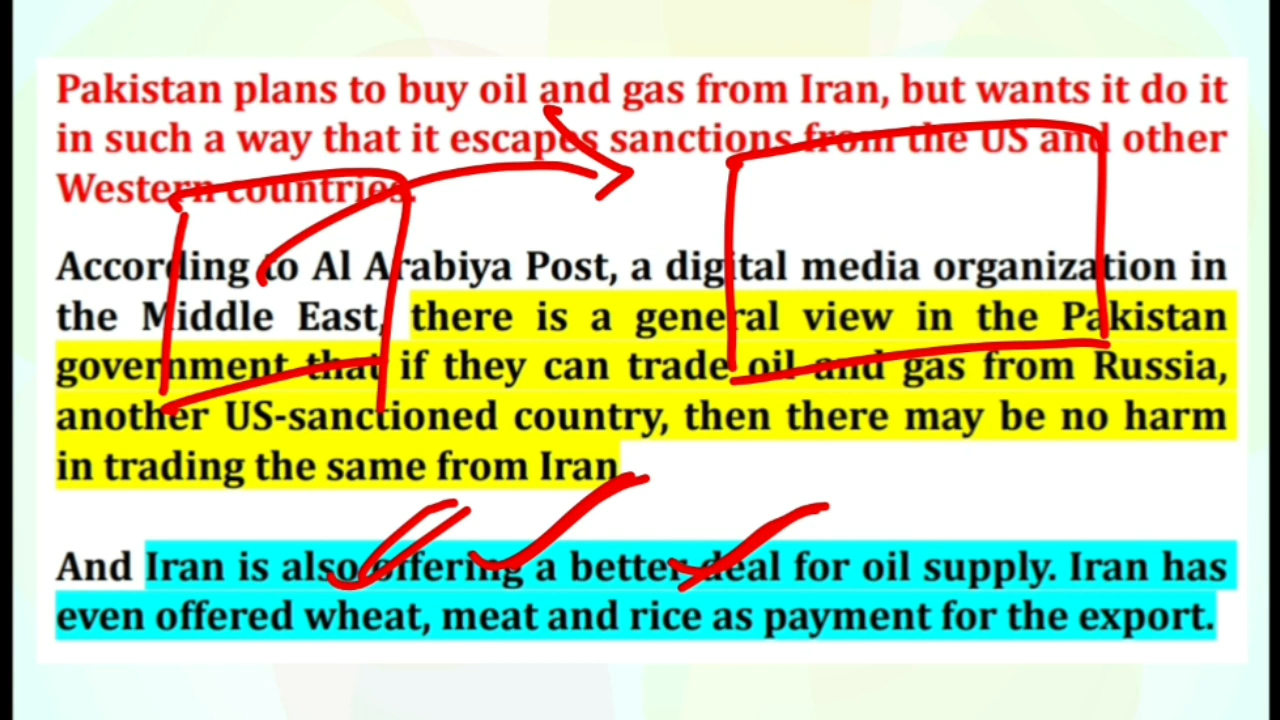 Pakistan plans to buy oil and gas from Iran, but wants it do it
in such a way that it escapes sanctions from the US and other
Western countries.
According to Al Arabiya Post, a digital media organization in
the Middle East, there is a general view in the Pakistan
government that if they can trade oil and gas from Russia,
another US-sanctioned country, then there may be no harm
in trading the same from Iran
And Iran is also offering a better deal for oil supply. Iran has
even offered wheat, meat and rice as payment for the export.